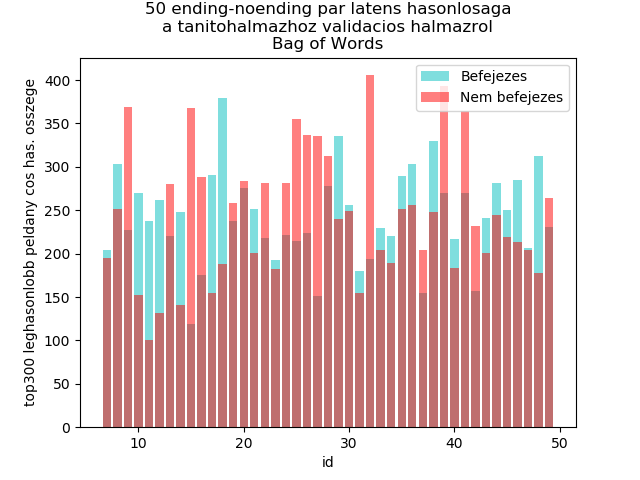 50 ending-noending par latens hasonlosaga
a tanitohalmazhoz validacios halmazrol
Bag of Words
Befejezes
Nem befejezes
top300 leghasonlobb peldany cos has. osszege
400
350
300
250
200
150
100
50
0
10
20
30
40
50
id